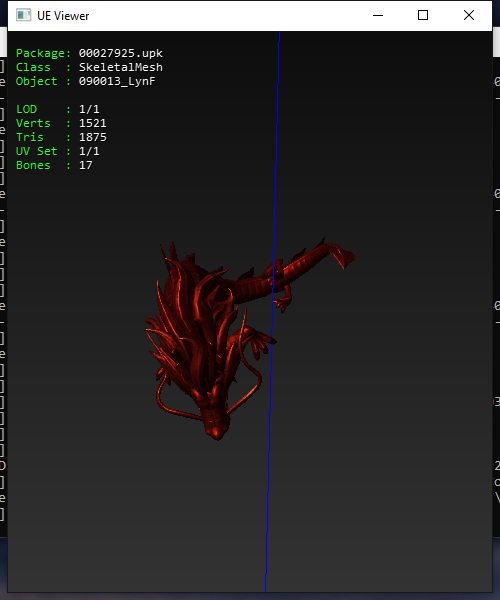 UE Viewer
Package: 00027925.upk
Class : SkeletalMesh
Object : 090013_LynF
LOD : 1/1
Verts : 1521
Tris : 1875
UV Set : 1/1
Bones : 17